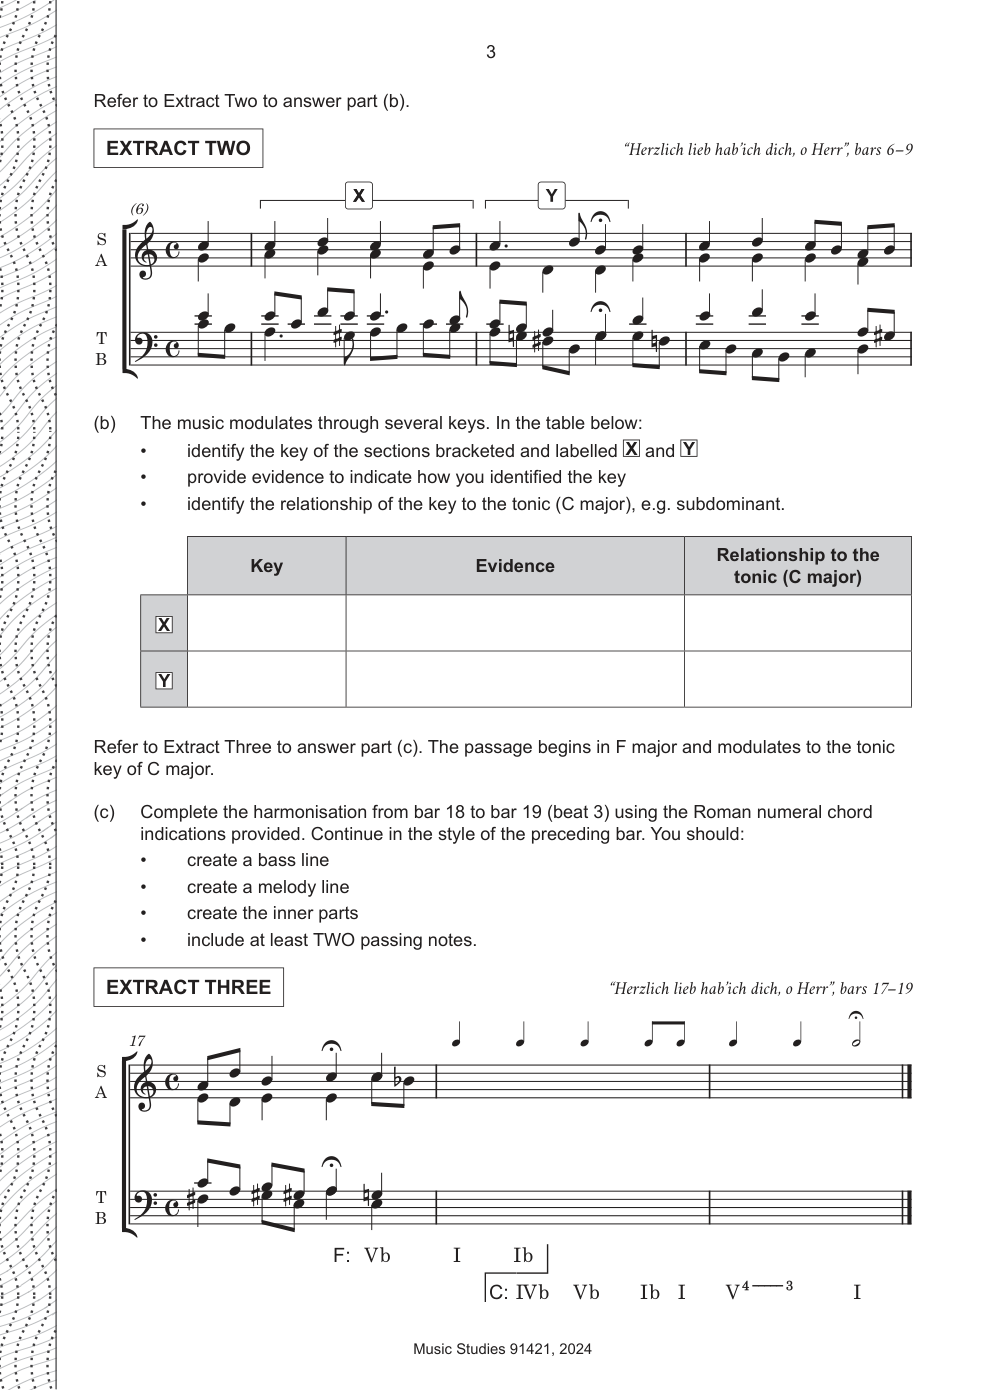 3
Refer to Extract Two to answer part (b).
EXTRACT TWO
“Herzlich lieb hab’ich dich, o Herr”, bars 6–9
X
Y
(6)
S
A
T
B
(b) The music modulates through several keys. In the table below:
• identify the key of the sections bracketed and labelled X and Y
• provide evidence to indicate how you identified the key
• identify the relationship of the key to the tonic (C major), e.g. subdominant.
Key Evidence Relationship to the
tonic (C major)
X
Y
Refer to Extract Three to answer part (c). The passage begins in F major and modulates to the tonic
key of C major.
(c) Complete the harmonisation from bar 18 to bar 19 (beat 3) using the Roman numeral chord
indications provided. Continue in the style of the preceding bar. You should:
• create a bass line
• create a melody line
• create the inner parts
• include at least TWO passing notes.
EXTRACT THREE
“Herzlich lieb hab’ich dich, o Herr”, bars 17–19
17
S
A
T
B
F: Vb I Ib
C: IVb Vb Ib I V4——3 I
Music Studies 91421, 2024